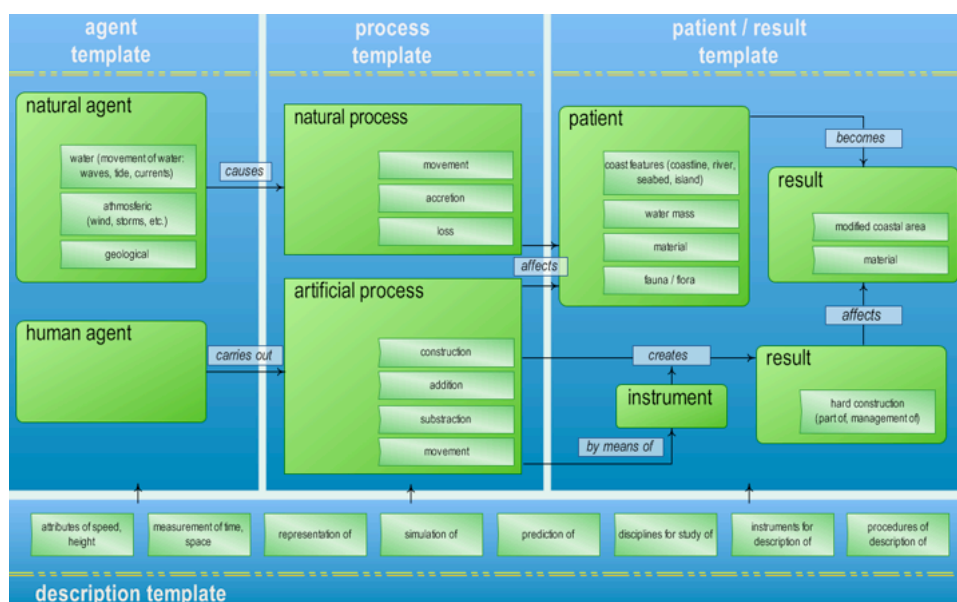 agent
template
process
template
patient / result
template
natural agent
water (movement of water:
waves, tide, currents)
athmosferic
(wind, storms, etc.)
geological
causes
natural process
movement
accretion
loss
patient
coast features (coastline, river,
seabed, island)
water mass
material
fauna / flora
becomes
result
modified coastal area
material
affects
artificial process
construction
addition
substraction
movement
human agent
carries out
creates
instrument
by means of
affects
result
hard construction
(part of, management of)
attributes of speed,
height
measurement of time,
space
representation of
simulation of
prediction of
disciplines for study of
instruments for
description of
procedures of
description of
description template